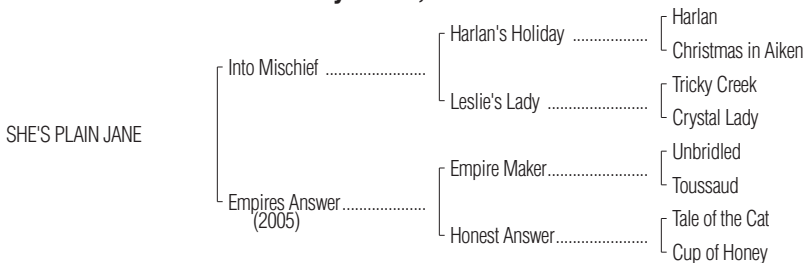 Harlan
Harlan's Holiday .................
Christmas in Aiken
Into Mischief ........................
Tricky Creek
Leslie's Lady .......................
Crystal Lady
SHE'S PLAIN JANE
Unbridled
Empire Maker.......................
Toussaud
Empires Answer....................
(2005)
Tale of the Cat
Honest Answer.....................
Cup of Honey